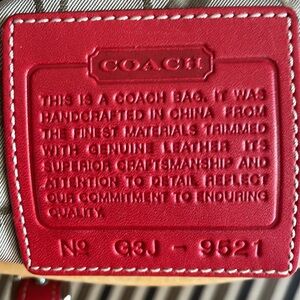 COACH
THIS IS A COACH BAG. IT WAS
HANDCRAFTED IN CHINA FROM
THE FINEST MATERIALS TRIMMED
WITH GENUINE LEATHER ITS
SUPERIOR CRAFTSMANSHIP AND
ATTENTION TO DETAIL REFLECT
OUR COMMITMENT TO ENDURING
QUALITY.
Nº G3J - 9521